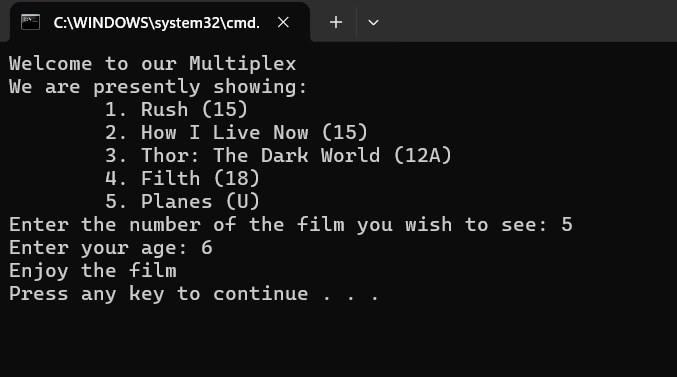 C:\WINDOWS\system32\cmd.
Welcome to our Multiplex
We are presently showing:
1. Rush (15)
2. How I Live Now (15)
3. Thor: The Dark World (12A)
4. Filth (18)
5. Planes (U)
Enter the number of the film you wish to see: 5
Enter your age: 6
Enjoy the film
Press any key to continue . . .